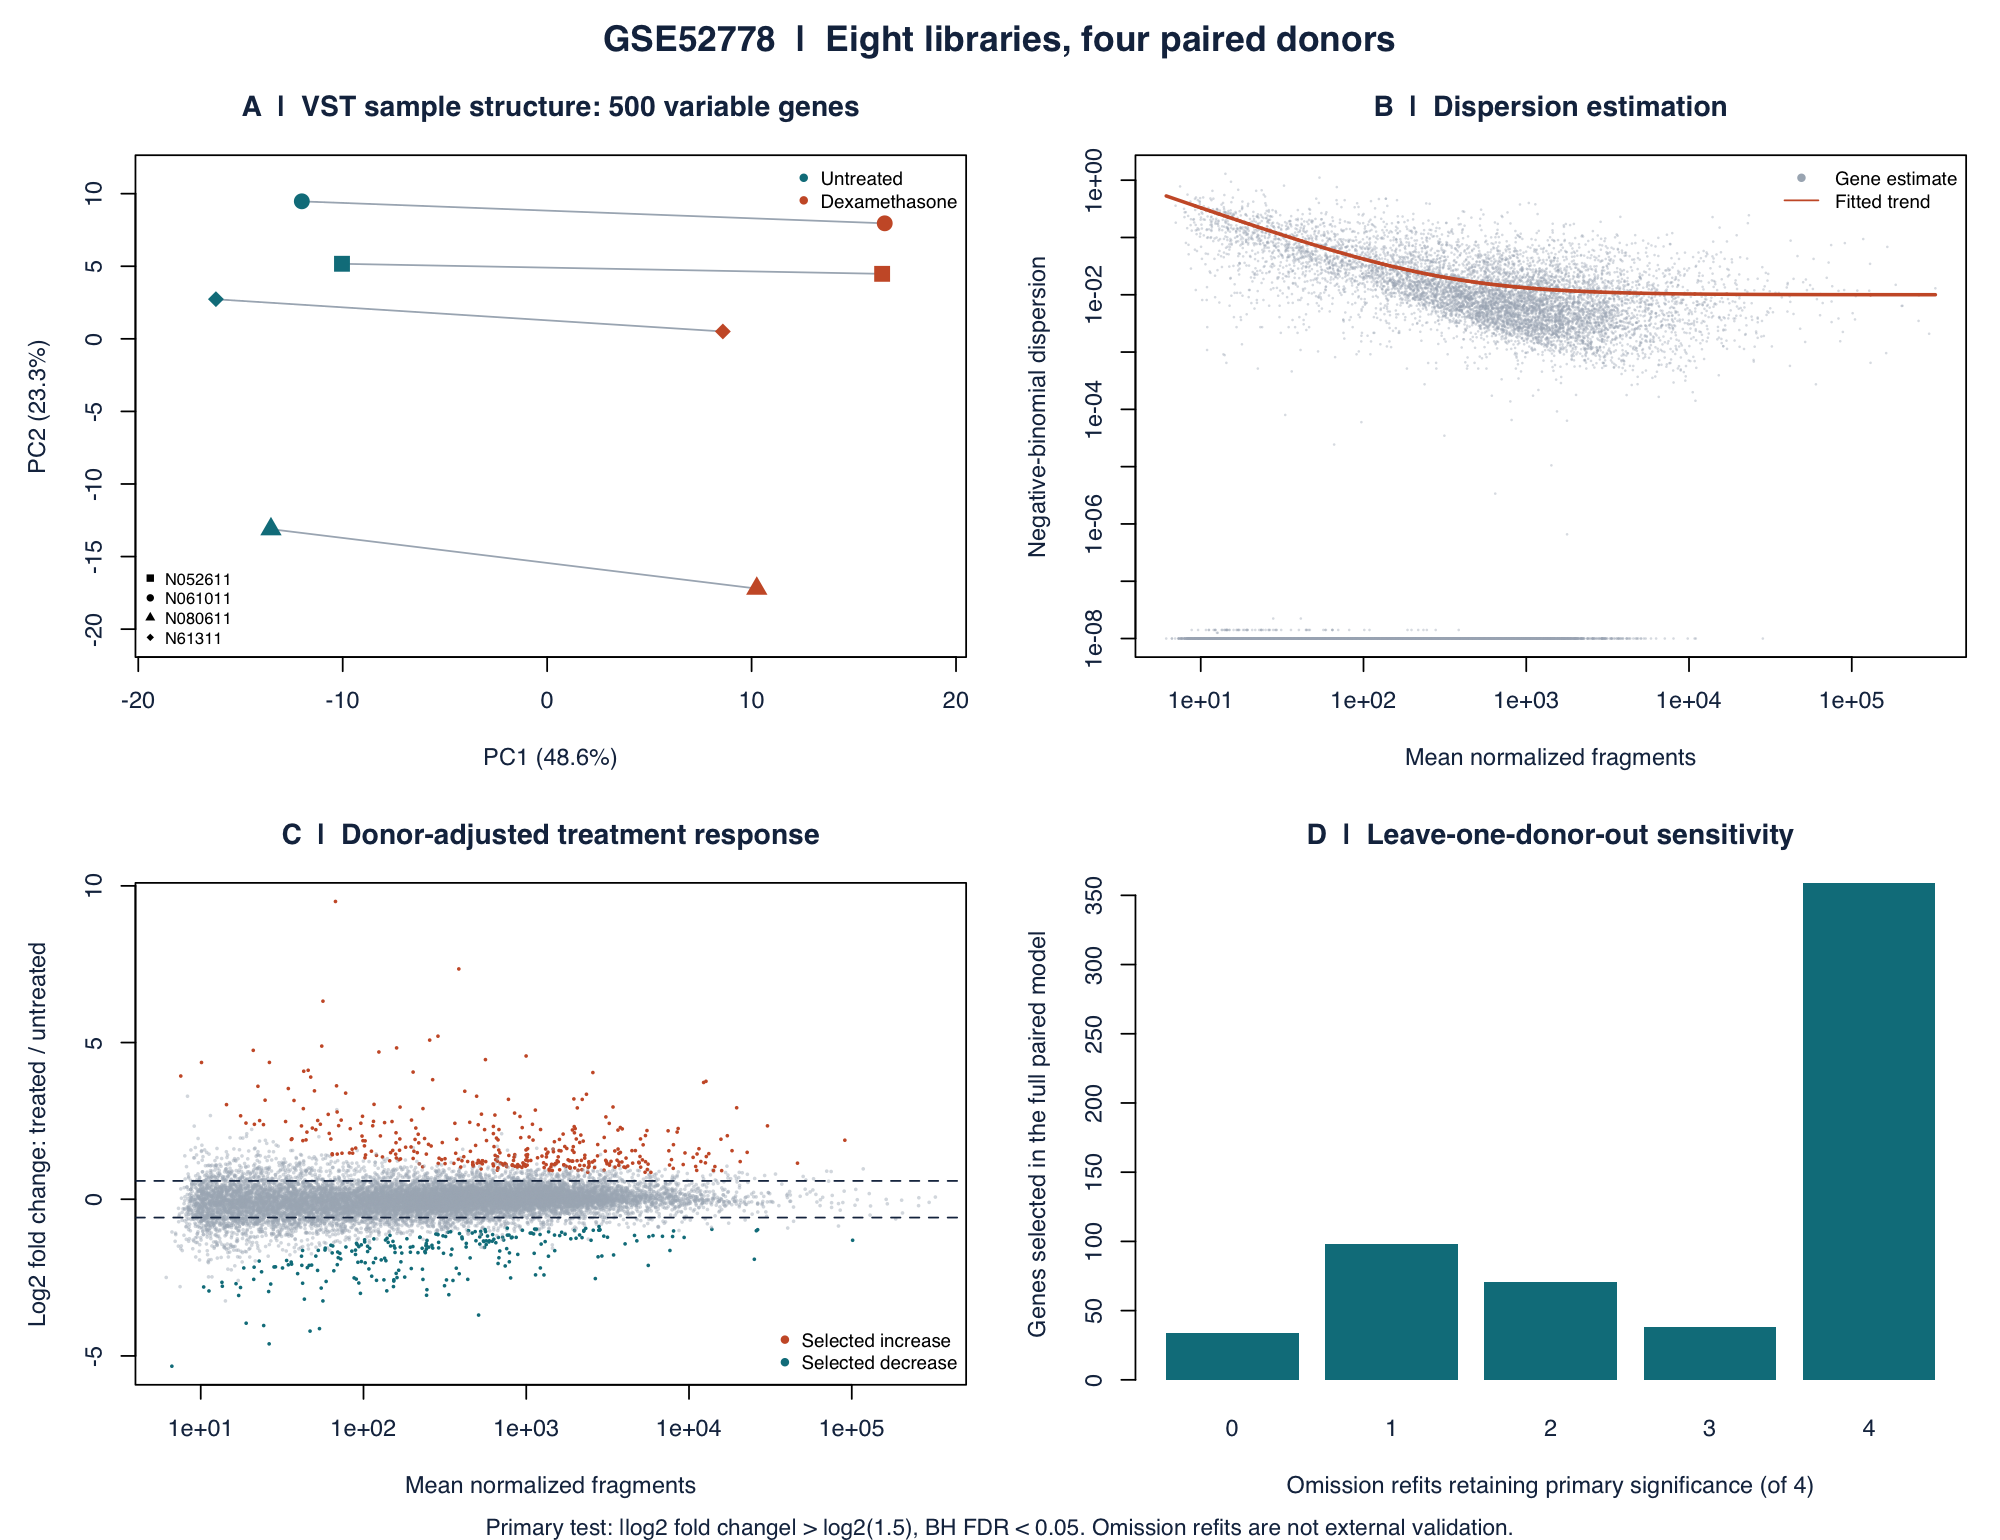 GSE52778 | Eight libraries, four paired donors
A | VST sample structure: 500 variable genes
Untreated
Dexamethasone
10
5
0
-5
-10
-15
-20
PC2 (23.3%)
N052611
N061011
N080611
N61311
-20 -10 0 10 20
PC1 (48.6%)
B | Dispersion estimation
Gene estimate
Fitted trend
1e+00
1e-02
1e-04
1e-06
1e-08
Negative-binomial dispersion
1e+01 1e+02 1e+03 1e+04 1e+05
Mean normalized fragments
C | Donor-adjusted treatment response
10
5
0
-5
Log2 fold change: treated / untreated
Selected increase
Selected decrease
1e+01 1e+02 1e+03 1e+04 1e+05
Mean normalized fragments
D | Leave-one-donor-out sensitivity
350
300
250
200
150
100
50
0
Genes selected in the full paired model
0 1 2 3 4
Omission refits retaining primary significance (of 4)
Primary test: |log2 fold change| > log2(1.5), BH FDR < 0.05. Omission refits are not external validation.